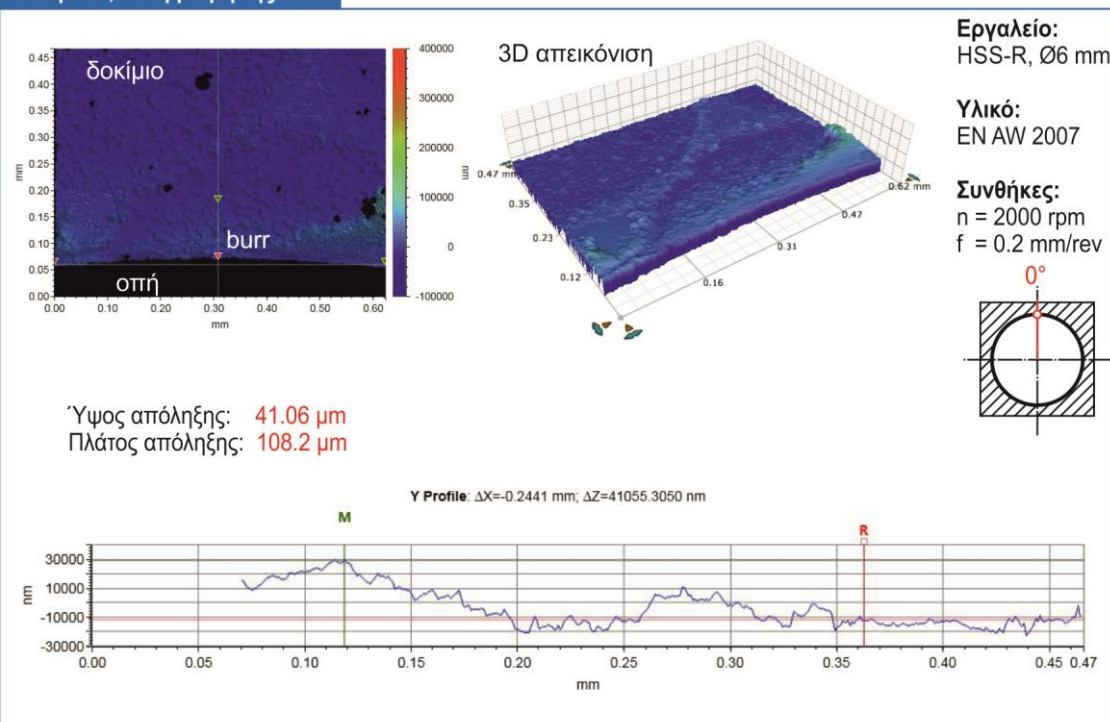 δοκίμιο
burr
οπή
0.45
0.40
0.35
0.30
0.25
0.20
0.15
0.10
0.05
0.00
mm
0.00
0.10
0.20
0.30
0.40
0.50
0.60
mm
400000
300000
200000
100000
0
-100000
nm
3D απεικόνιση
0.47 mm
0.35
0.23
0.12
0.16
0.31
0.47
0.62 mm
Εργαλείο:
HSS-R, Ø6 mm
Υλικό:
EN AW 2007
Συνθήκες:
n = 2000 rpm
f = 0.2 mm/rev
0°
Ύψος απόληξης: 41.06 μm
Πλάτος απόληξης: 108.2 μm
Y Profile: ΔX=-0.2441 mm; ΔZ=41055.3050 nm
M
R
30000
10000
-10000
-30000
nm
0.00
0.05
0.10
0.15
0.20
0.25
0.30
0.35
0.40
0.45
0.47
mm